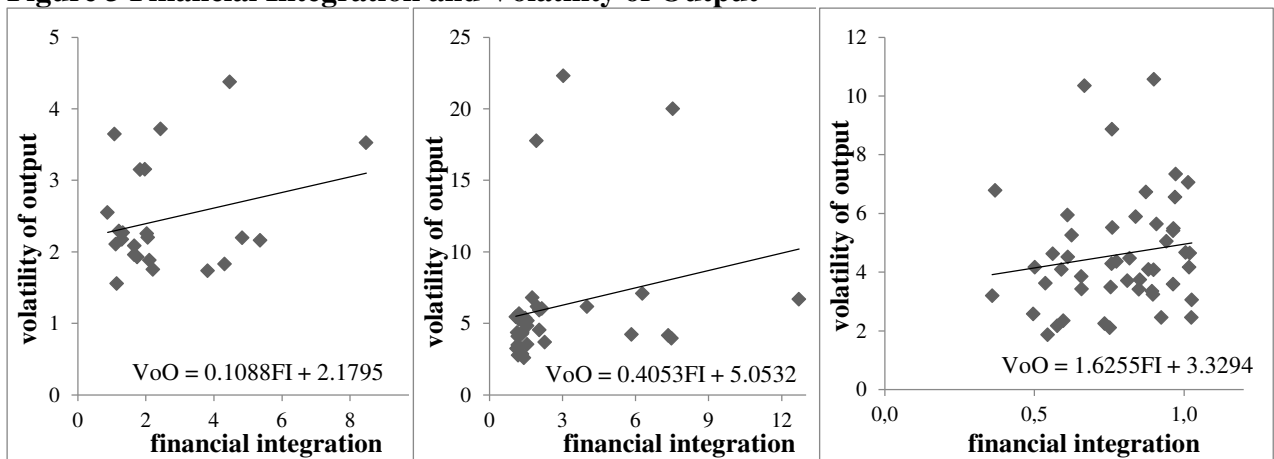 Figure Financial Integration and Volatility of Output
volatility of output
5
4
3
2
1
0
0 2 4 6 8
financial integration
VoO = 0.1088FI + 2.1795
volatility of output
25
20
15
10
5
0
0 3 6 9 12
financial integration
VoO = 0.4053FI + 5.0532
volatility of output
12
10
8
6
4
2
0
0,0 0,5 1,0
financial integration
VoO = 1.6255FI + 3.3294